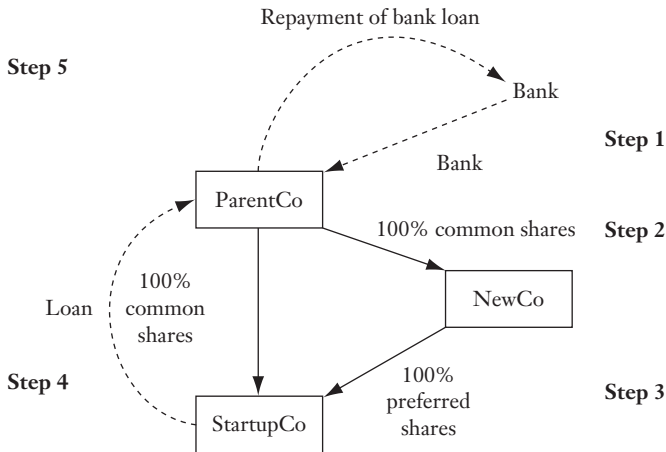 Repayment of bank loan
Step 5
Bank
Step 1
Bank
ParentCo
100% common shares
Step 2
Loan
100%
common
shares
NewCo
Step 4
100%
preferred
shares
Step 3
StartupCo